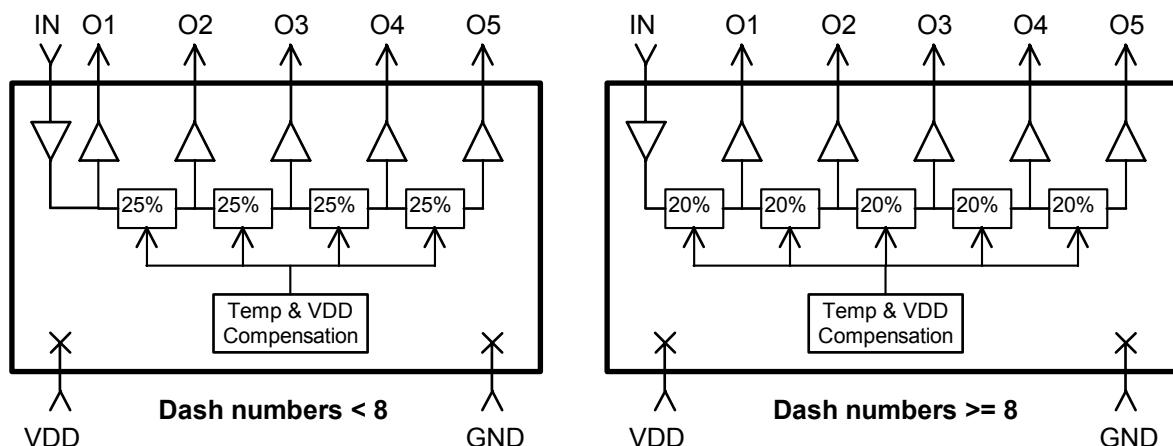 IN O1 O2 O3 O4 O5
25% 25% 25% 25%
Temp & VDD
Compensation
Dash numbers < 8
VDD GND
IN O1 O2 O3 O4 O5
20% 20% 20% 20% 20%
Temp & VDD
Compensation
Dash numbers >= 8
VDD GND